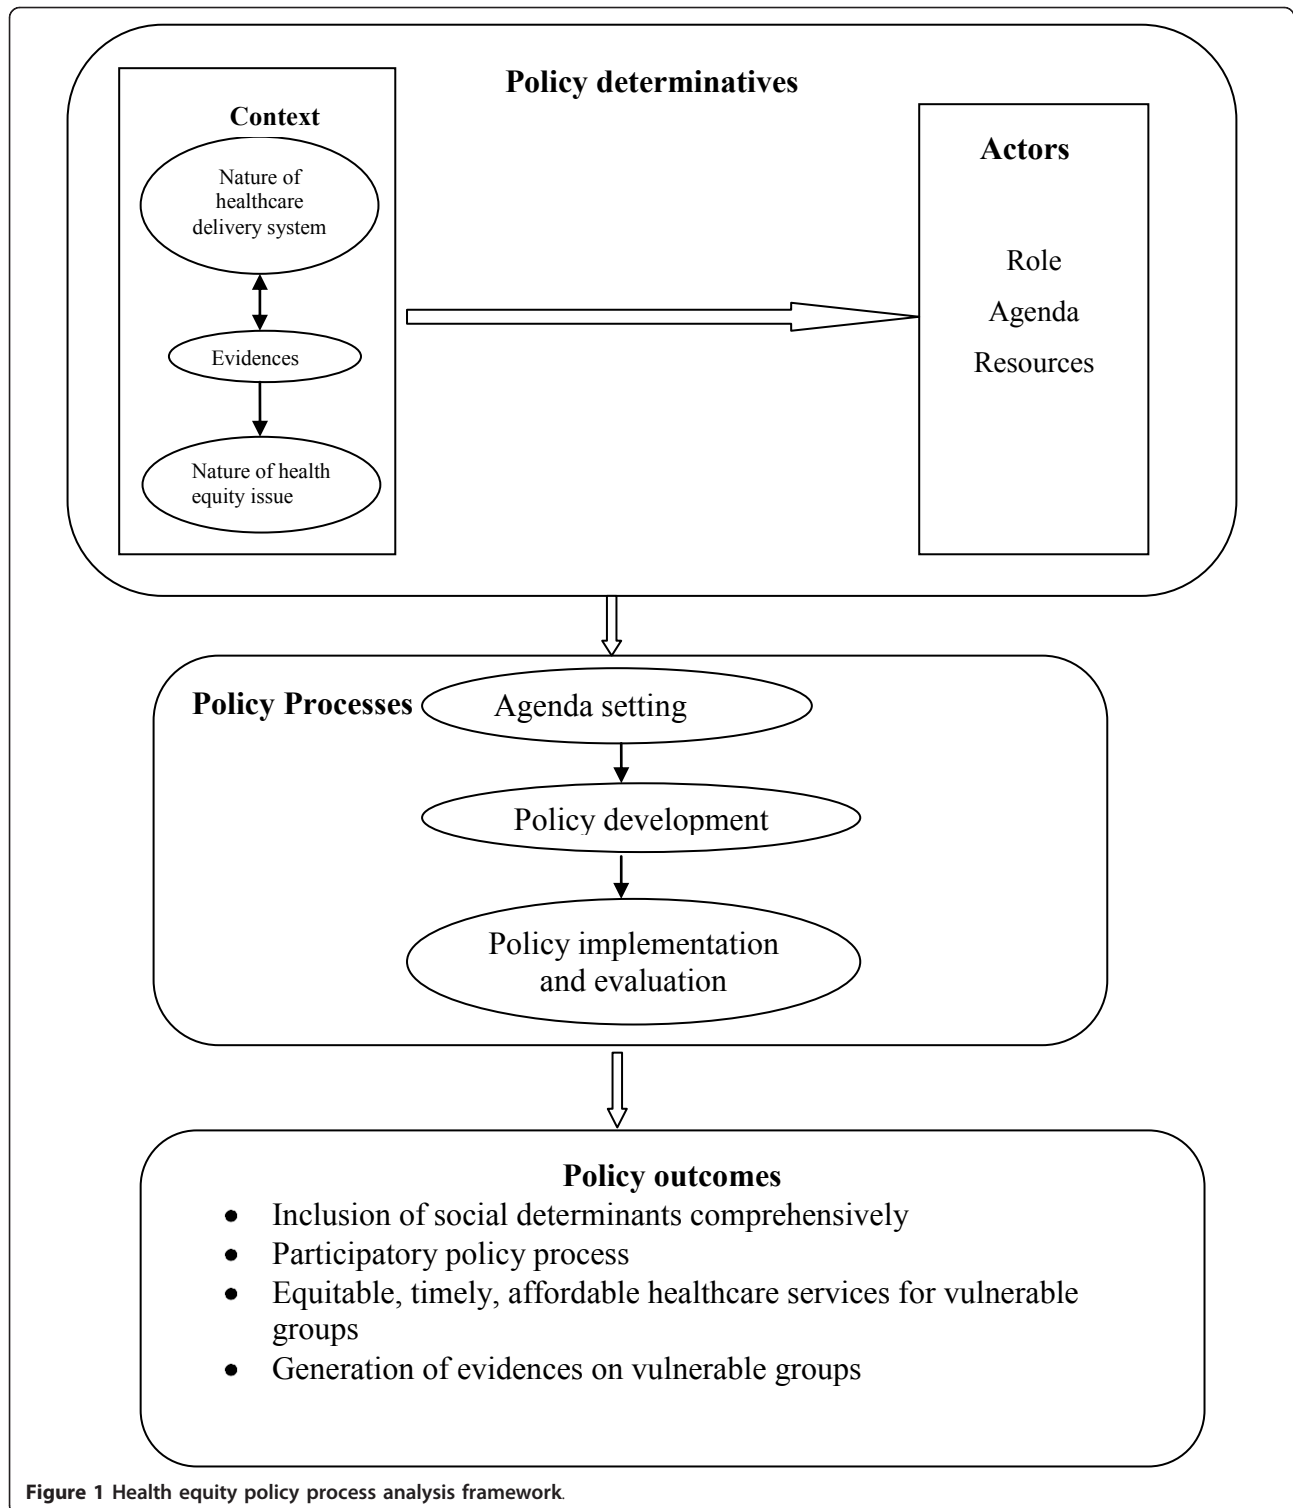 Policy determinatives
Context
Nature of
healthcare
delivery system
Evidences
Nature of health
equity issue
Actors
Role
Agenda
Resources
Policy Processes
Agenda setting
Policy development
Policy implementation
and evaluation
Policy outcomes
• Inclusion of social determinants comprehensively
• Participatory policy process
• Equitable, timely, affordable healthcare services for vulnerable
groups
• Generation of evidences on vulnerable groups
Figure 1 Health equity policy process analysis framework.